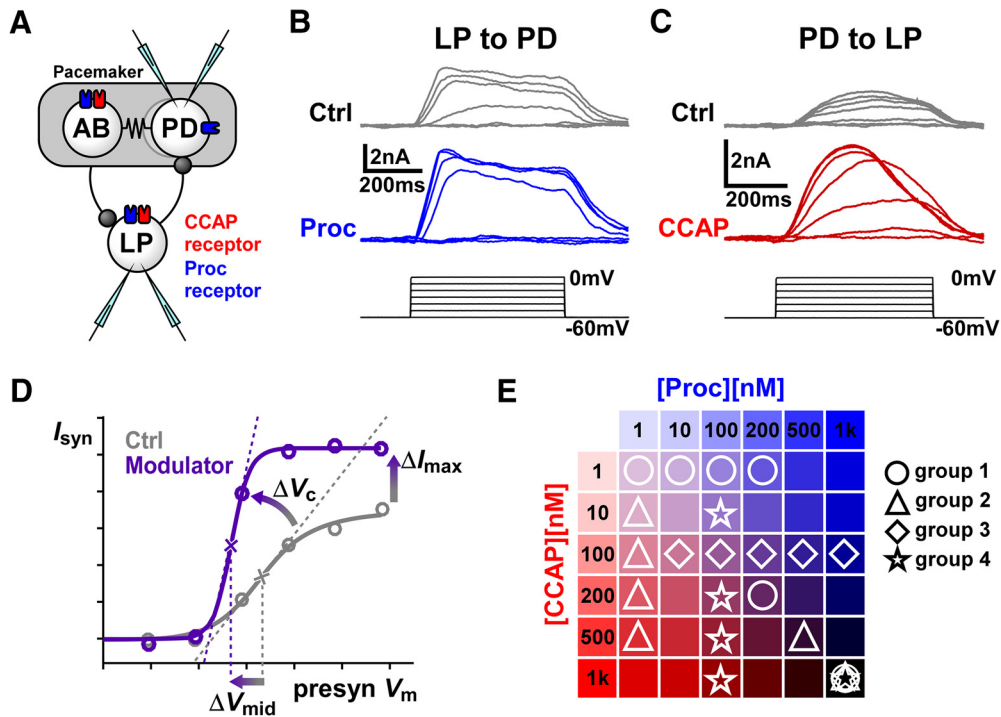 A
Pacemaker
AB
PD
LP
CCAP
receptor
Proc
receptor
B
LP to PD
Ctrl
2nA
200ms
Proc
0mV
-60mV
C
PD to LP
Ctrl
2nA
200ms
CCAP
0mV
-60mV
D
Isyn
Ctrl
Modulator
ΔVc
ΔImax
ΔVmid
presyn Vm
E
[Proc][nM]
1 10 100 200 500 1k
[CCAP][nM]
1
10
100
200
500
1k
group 1
group 2
group 3
group 4